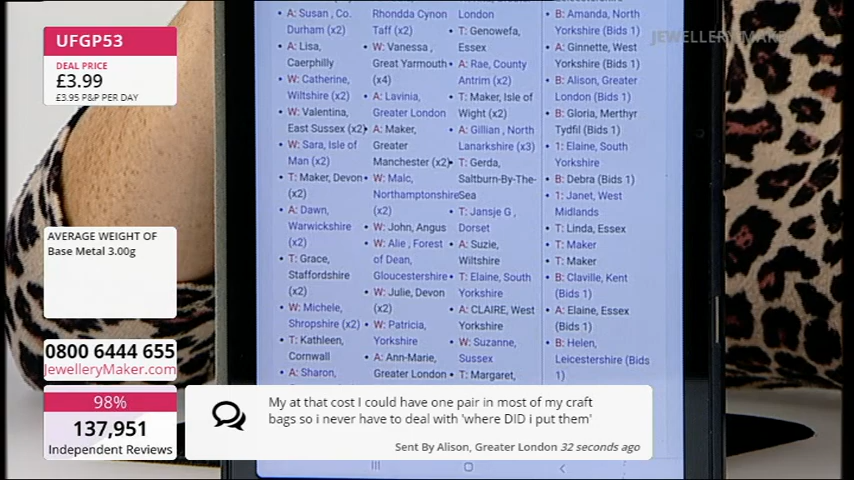 UFGP53
DEAL PRICE
£3.99
£3.95 P&P PER DAY
AVERAGE WEIGHT OF
Base Metal 3.00g
0800 6444 655
JewelleryMaker.com
98%
137,951
Independent Reviews
• A: Susan , Co.
Durham (x2)
• A: Lisa,
Caerphilly
• W: Catherine,
Wiltshire (x2)
• W: Valentina,
East Sussex (x2)
• W: Sara, Isle of
Man (x2)
• T: Maker, Devon
(x2)
• A: Dawn,
Warwickshire
(x2)
• T: Grace,
Staffordshire
(x2)
• W: Michele,
Shropshire (x2)
• T: Kathleen,
Cornwall
• A: Sharon,
Rhondda Cynon
Taff (x2)
• W: Vanessa ,
Great Yarmouth
(x4)
• A: Lavinia,
Greater London
• A: Maker,
Greater
Manchester (x2)
• W: Malc,
Northamptonshire
(x2)
• W: John, Angus
• W: Alie , Forest
of Dean,
Gloucestershire
• W: Julie, Devon
(x2)
• W: Patricia,
Yorkshire
• A: Ann-Marie,
Greater London
London
• T: Genowefa,
Essex
• A: Rae, County
Antrim (x2)
• T: Maker, Isle of
Wight (x2)
• A: Gillian , North
Lanarkshire (x3)
• T: Gerda,
Saltburn-By-The-
Sea
• T: Jansje G ,
Dorset
• A: Suzie,
Wiltshire
• T: Elaine, South
Yorkshire
• A: CLAIRE, West
Yorkshire
• W: Suzanne,
Sussex
• T: Margaret,
• B: Amanda, North
Yorkshire (Bids 1)
• A: Ginnette, West
Yorkshire (Bids 1)
• B: Alison, Greater
London (Bids 1)
• B: Gloria, Merthyr
Tydfil (Bids 1)
• 1: Elaine, South
Yorkshire
• B: Debra (Bids 1)
• 1: Janet, West
Midlands
• T: Linda, Essex
• T: Maker
• T: Maker
• B: Claville, Kent
(Bids 1)
• A: Elaine, Essex
(Bids 1)
• B: Helen,
Leicestershire (Bids
1)
My at that cost I could have one pair in most of my craft
bags so i never have to deal with 'where DID i put them'
Sent By Alison, Greater London 32 seconds ago